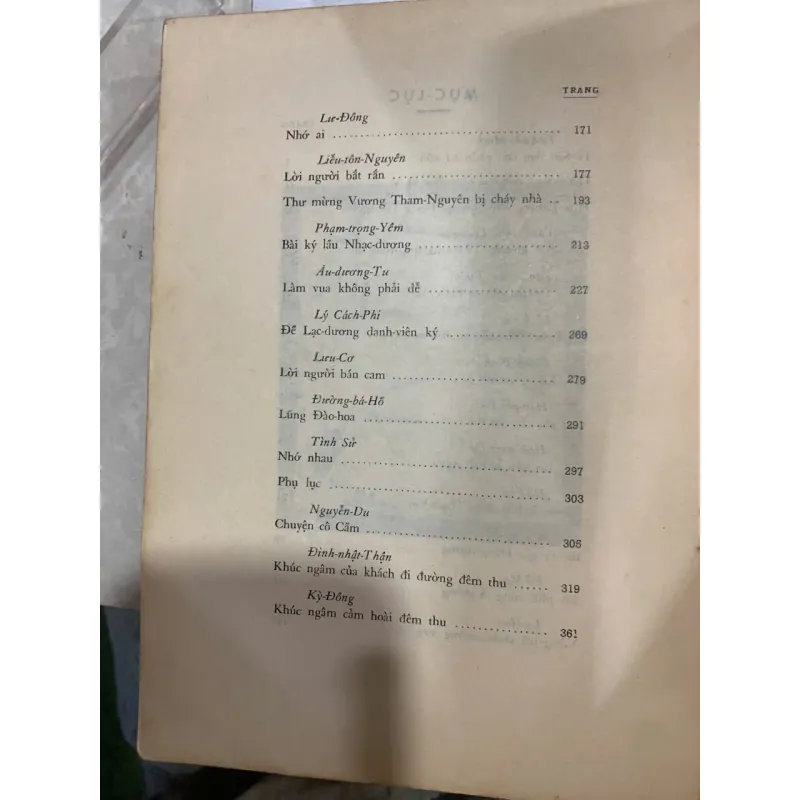 MỤC-LỤC
TRANG
Lư-Đồng
Nhớ ai ........................................ 171
Liễu-tôn-Nguyên
Lời người bắt rắn .............................. 177
Thư mừng Vương Tham-Nguyên bị cháy nhà .. 193
Phạm-trọng-Yêm
Bài ký lầu Nhạc-dương ........................ 213
Âu-dương-Tu
Làm vua không phải dễ ...................... 227
Lý Cách-Phi
Đề Lạc-dương danh-viên ký .................. 269
Lưu-Cơ
Lời người bán cam ............................ 279
Đường-bá-Hổ
Lũng Đào-hoa ................................ 291
Tình Sử
Nhớ nhau .................................... 297
Phụ lục ...................................... 303
Nguyễn-Du
Chuyện cô Cầm ................................ 305
Đinh-nhật-Thận
Khúc ngâm của khách đi đường đêm thu ...... 319
Kỳ-Đồng
Khúc ngâm cảm hoài đêm thu ................ 361